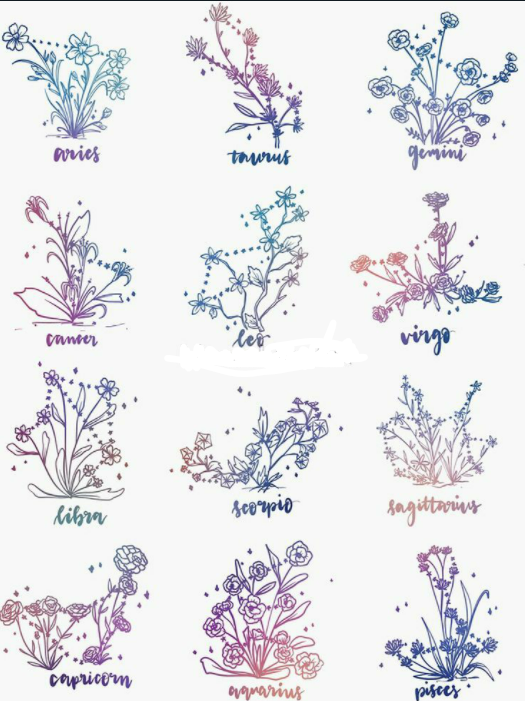 aries
taurus
gemini
cancer
leo
virgo
libra
scorpio
sagittarius
capricorn
aquarius
pisces